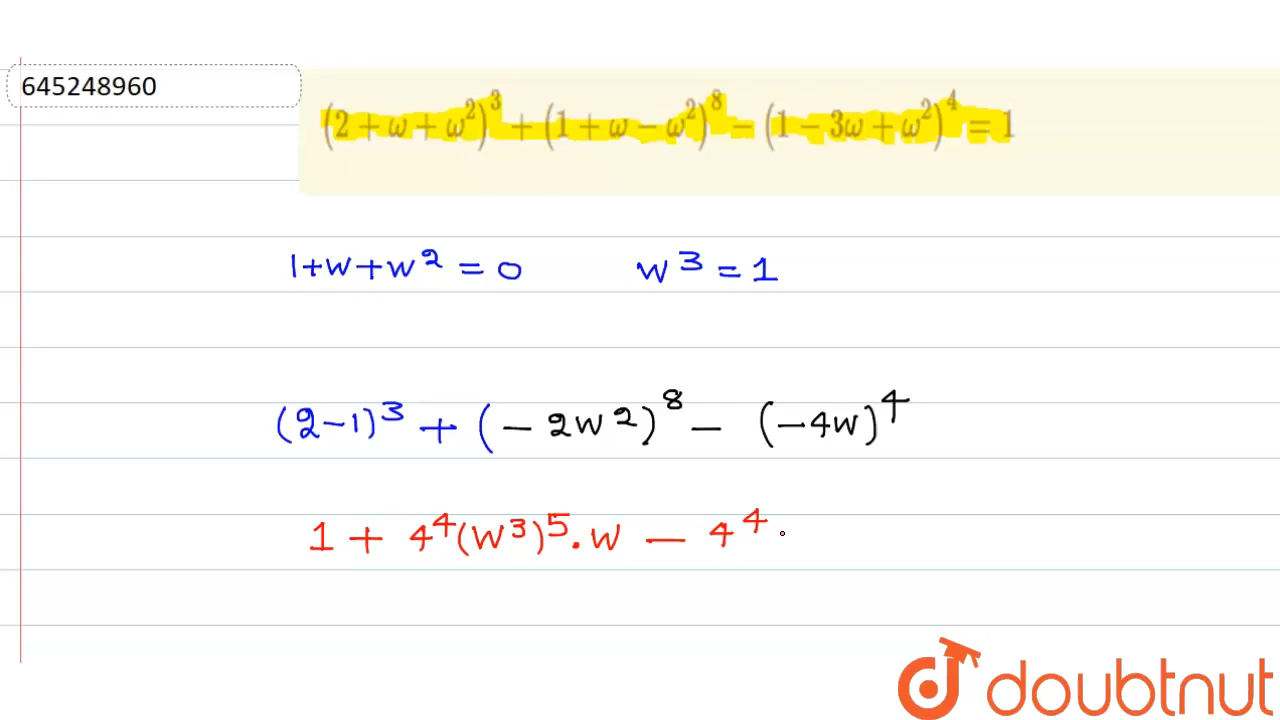 645248960
(2 + ω + ω²)³ + (1 + ω − ω²)⁸ − (1 − 3ω + ω²)⁴ = 1
1+w+w² = 0 w³ = 1
(2−1)³ + (−2w²)⁸ − (−4w)⁴
1 + 4⁴(w³)⁵.w − 4⁴
doubtnut